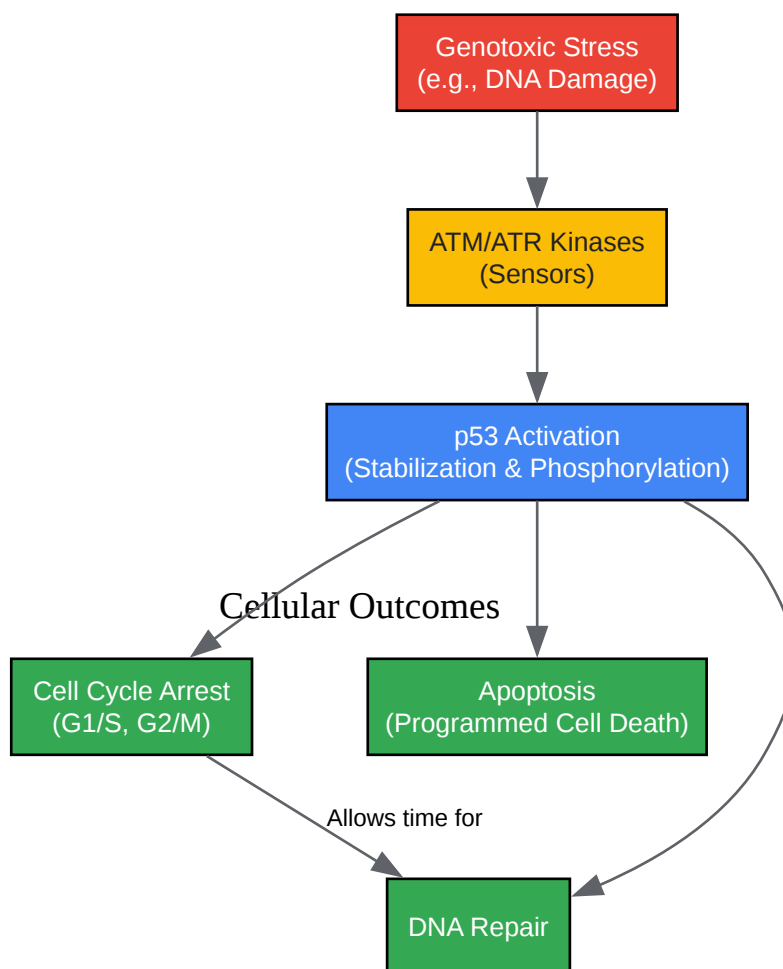 Genotoxic Stress
(e.g., DNA Damage)
ATM/ATR Kinases
(Sensors)
p53 Activation
(Stabilization & Phosphorylation)
Cellular Outcomes
Cell Cycle Arrest
(G1/S, G2/M)
Apoptosis
(Programmed Cell Death)
Allows time for
DNA Repair